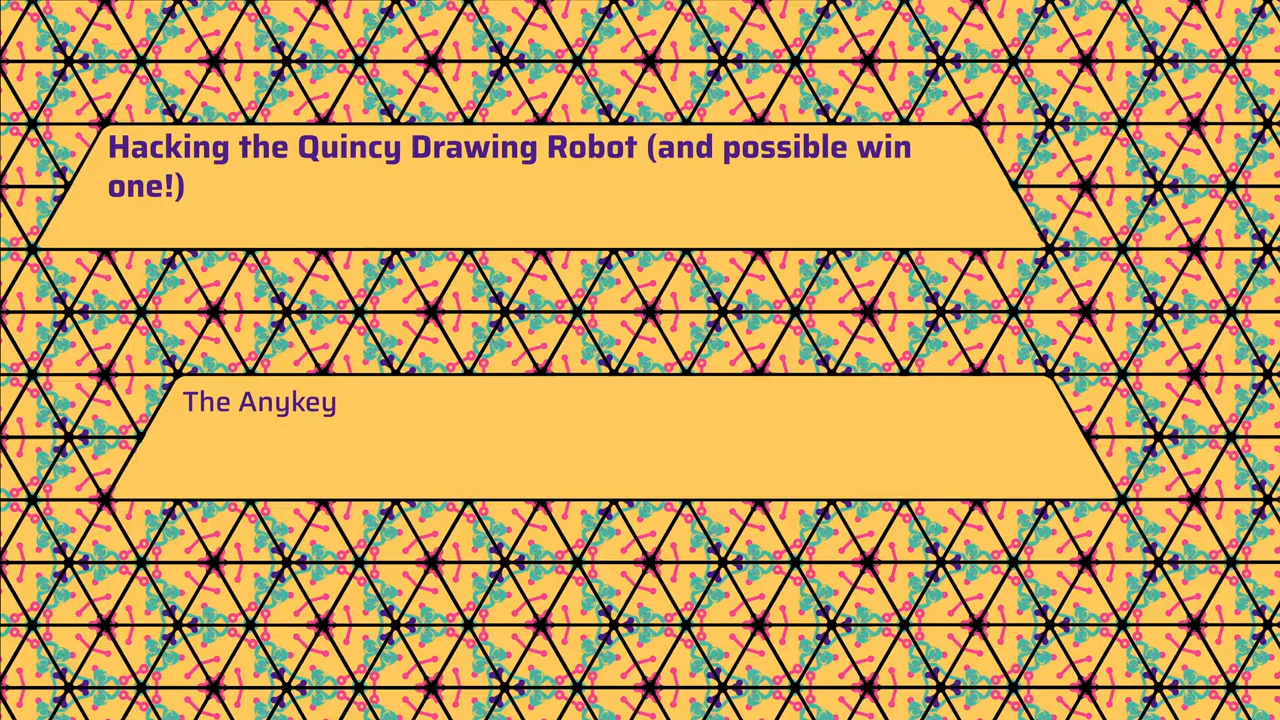 Hacking the Quincy Drawing Robot (and possible win
one!)
The Anykey